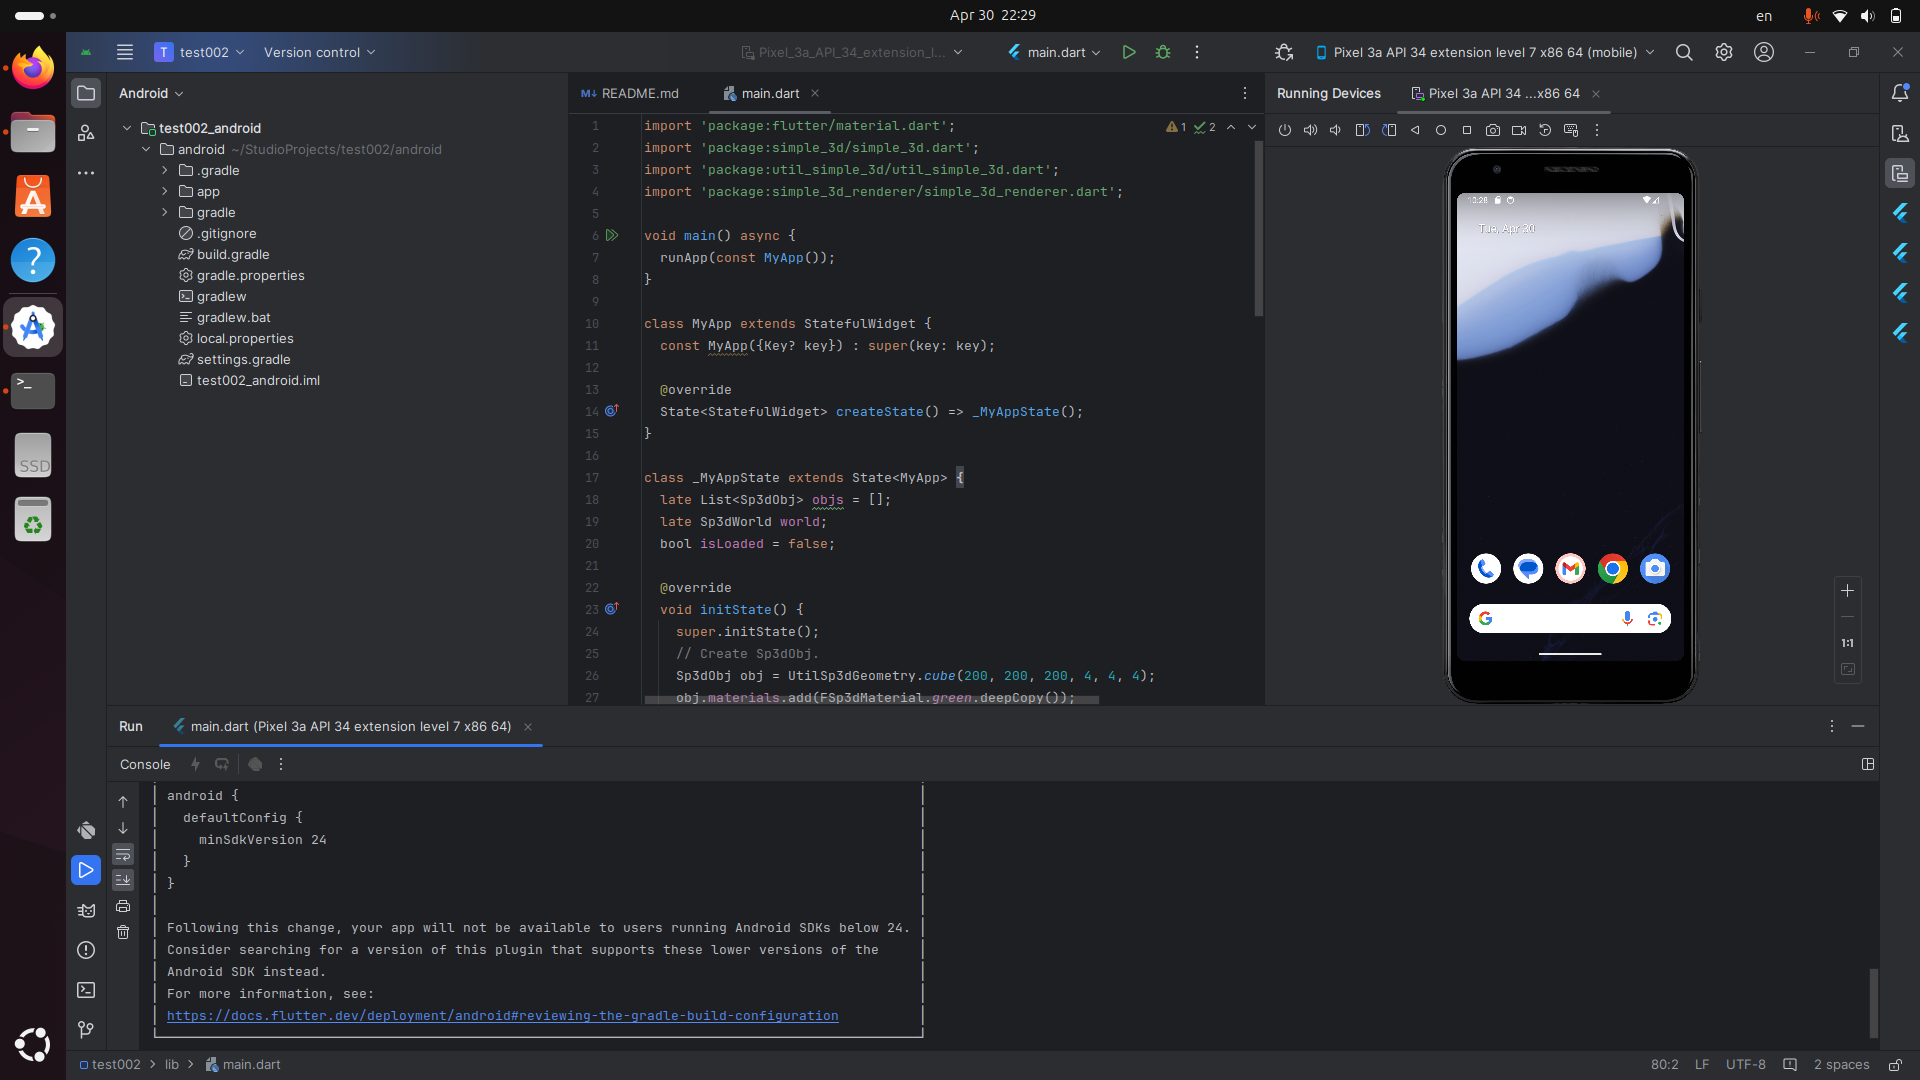 Apr 30 22:29
en
T test002
Version control
Pixel_3a_API_34_extension_l...
main.dart
Pixel 3a API 34 extension level 7 x86 64 (mobile)
Android
test002_android
android ~/StudioProjects/test002/android
.gradle
app
gradle
.gitignore
build.gradle
gradle.properties
gradlew
gradlew.bat
local.properties
settings.gradle
test002_android.iml
SSD
M↓ README.md
main.dart
1 2
1 import 'package:flutter/material.dart';
2 import 'package:simple_3d/simple_3d.dart';
3 import 'package:util_simple_3d/util_simple_3d.dart';
4 import 'package:simple_3d_renderer/simple_3d_renderer.dart';
5
6 void main() async {
7 runApp(const MyApp());
8 }
9
10 class MyApp extends StatefulWidget {
11 const MyApp({Key? key}) : super(key: key);
12
13 @override
14 State<StatefulWidget> createState() => _MyAppState();
15 }
16
17 class _MyAppState extends State<MyApp> {
18 late List<Sp3dObj> objs = [];
19 late Sp3dWorld world;
20 bool isLoaded = false;
21
22 @override
23 void initState() {
24 super.initState();
25 // Create Sp3dObj.
26 Sp3dObj obj = UtilSp3dGeometry.cube(200, 200, 200, 4, 4, 4);
27 obj.materials.add(FSp3dMaterial.green.deepCopy());
Running Devices
Pixel 3a API 34 ...x86 64
10:28
Tue, Apr 30
1:1
Run
main.dart (Pixel 3a API 34 extension level 7 x86 64)
Console
android {
defaultConfig {
minSdkVersion 24
}
}
Following this change, your app will not be available to users running Android SDKs below 24.
Consider searching for a version of this plugin that supports these lower versions of the
Android SDK instead.
For more information, see:
https://docs.flutter.dev/deployment/android#reviewing-the-gradle-build-configuration
test002 > lib > main.dart
80:2 LF UTF-8 2 spaces